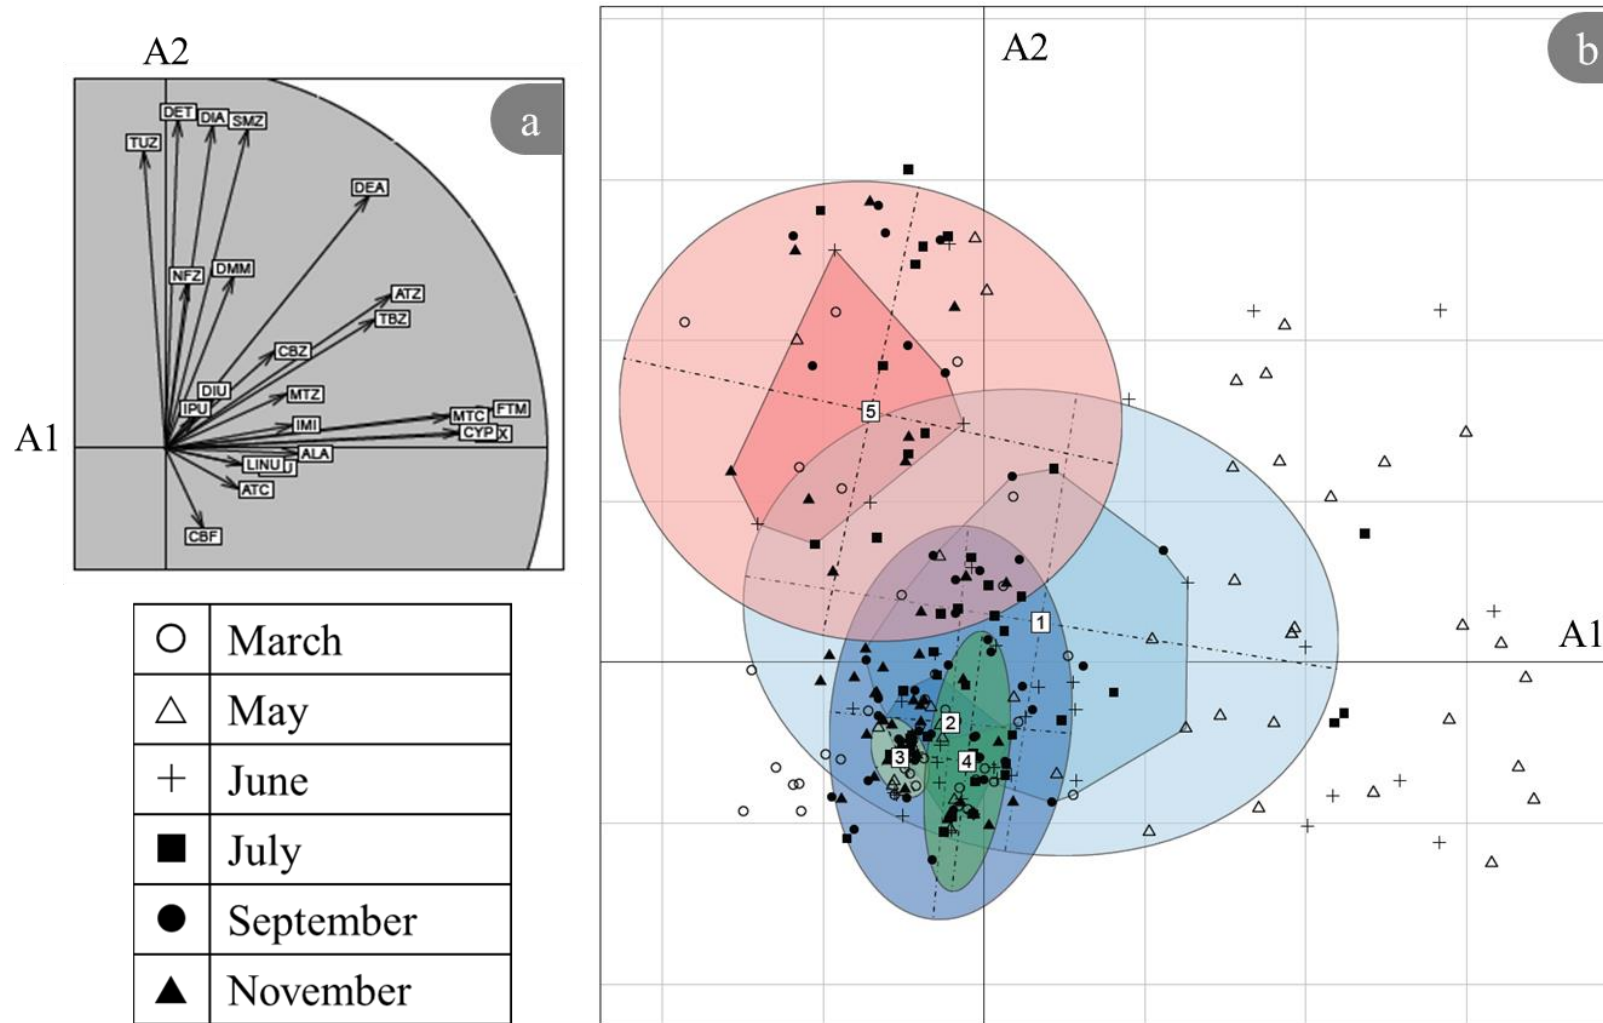 A2
a
DET
DIA
SMZ
TUZ
DEA
NFZ
DMM
ATZ
TBZ
CBZ
DIU
MTZ
IPU
MTC
FTM
IMI
CYP
X
A1
ALA
LINU
ATC
CBF
March
May
June
July
September
November
A2
b
5
1
A1
2
3
4